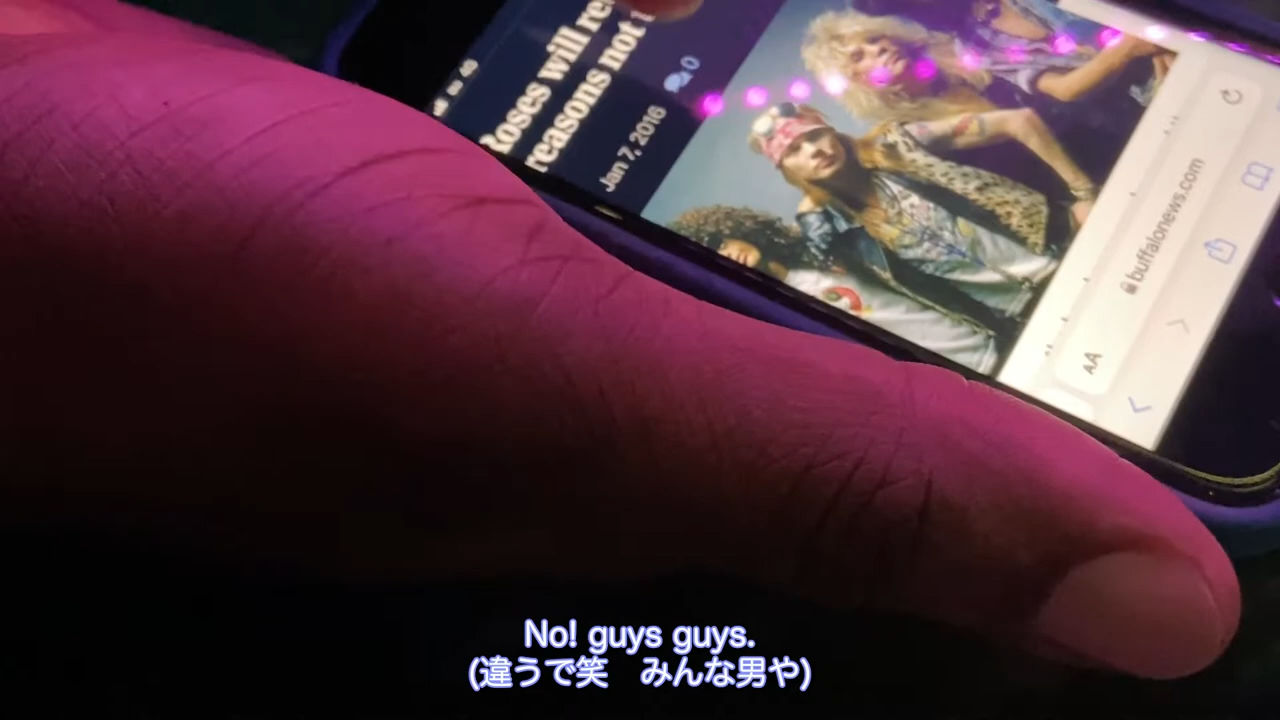 Roses will re
reasons not t
0
Jan 7, 2016
buffalonews.com
AA
No! guys guys.
(違うで笑　みんな男や)